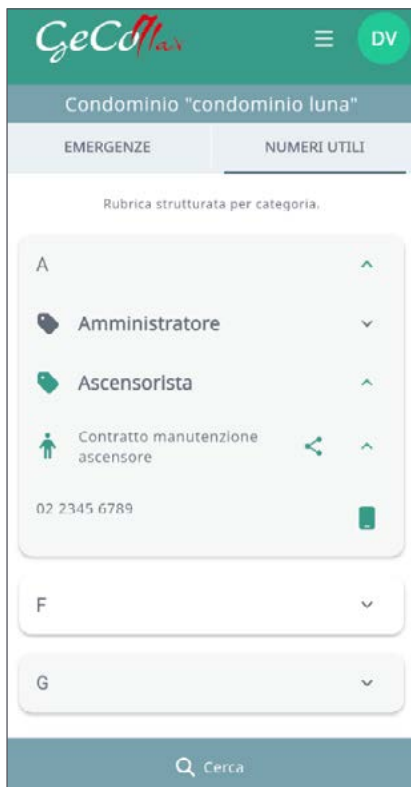 GeCoMax
DV
Condominio "condominio luna"
EMERGENZE NUMERI UTILI
Rubrica strutturata per categoria.
A
Amministratore
Ascensorista
Contratto manutenzione
ascensore
02 2345 6789
F
G
Cerca